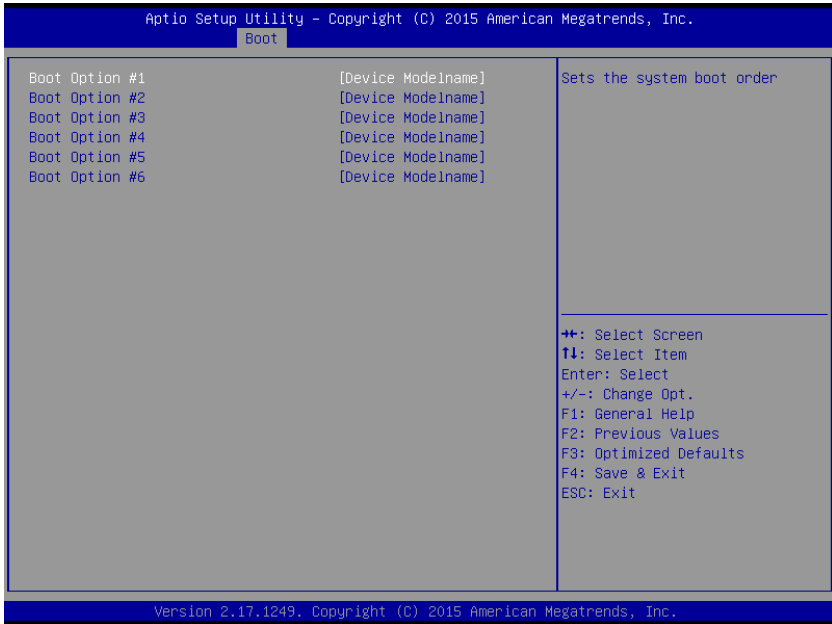 Aptio Setup Utility – Copyright (C) 2015 American Megatrends, Inc.
Boot
Boot Option #1 [Device Modelname]
Boot Option #2 [Device Modelname]
Boot Option #3 [Device Modelname]
Boot Option #4 [Device Modelname]
Boot Option #5 [Device Modelname]
Boot Option #6 [Device Modelname]
Sets the system boot order
→←: Select Screen
↑↓: Select Item
Enter: Select
+/-: Change Opt.
F1: General Help
F2: Previous Values
F3: Optimized Defaults
F4: Save & Exit
ESC: Exit
Version 2.17.1249. Copyright (C) 2015 American Megatrends, Inc.